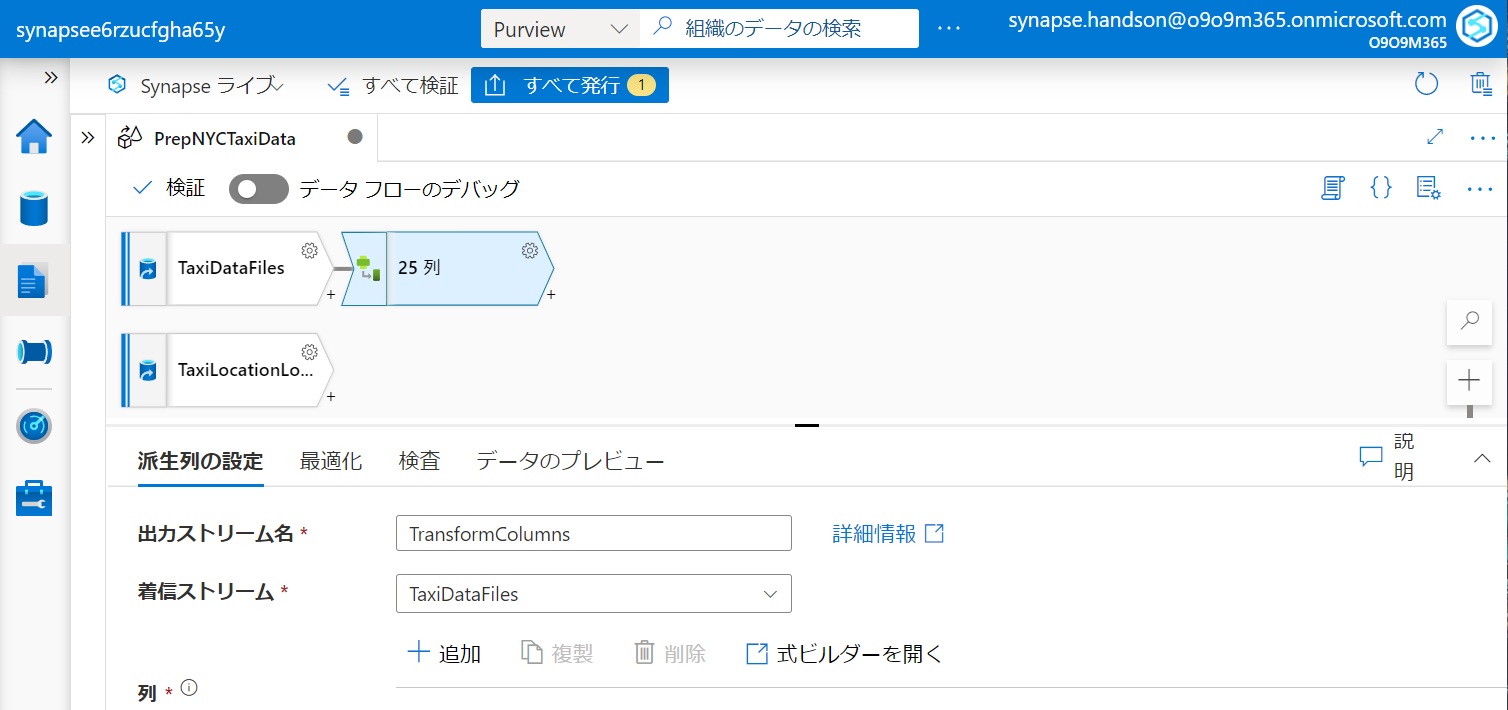 synapsee6rzucfgha65y
Purview
組織のデータの検索
synapse.handson@o9o9m365.onmicrosoft.com
O9O9M365
Synapse ライブ
すべて検証
すべて発行 1
PrepNYCTaxiData
検証
データ フローのデバッグ
TaxiDataFiles
25 列
TaxiLocationLo...
派生列の設定
最適化
検査
データのプレビュー
説明
出力ストリーム名 *
TransformColumns
詳細情報
着信ストリーム *
TaxiDataFiles
追加
複製
削除
式ビルダーを開く
列 *